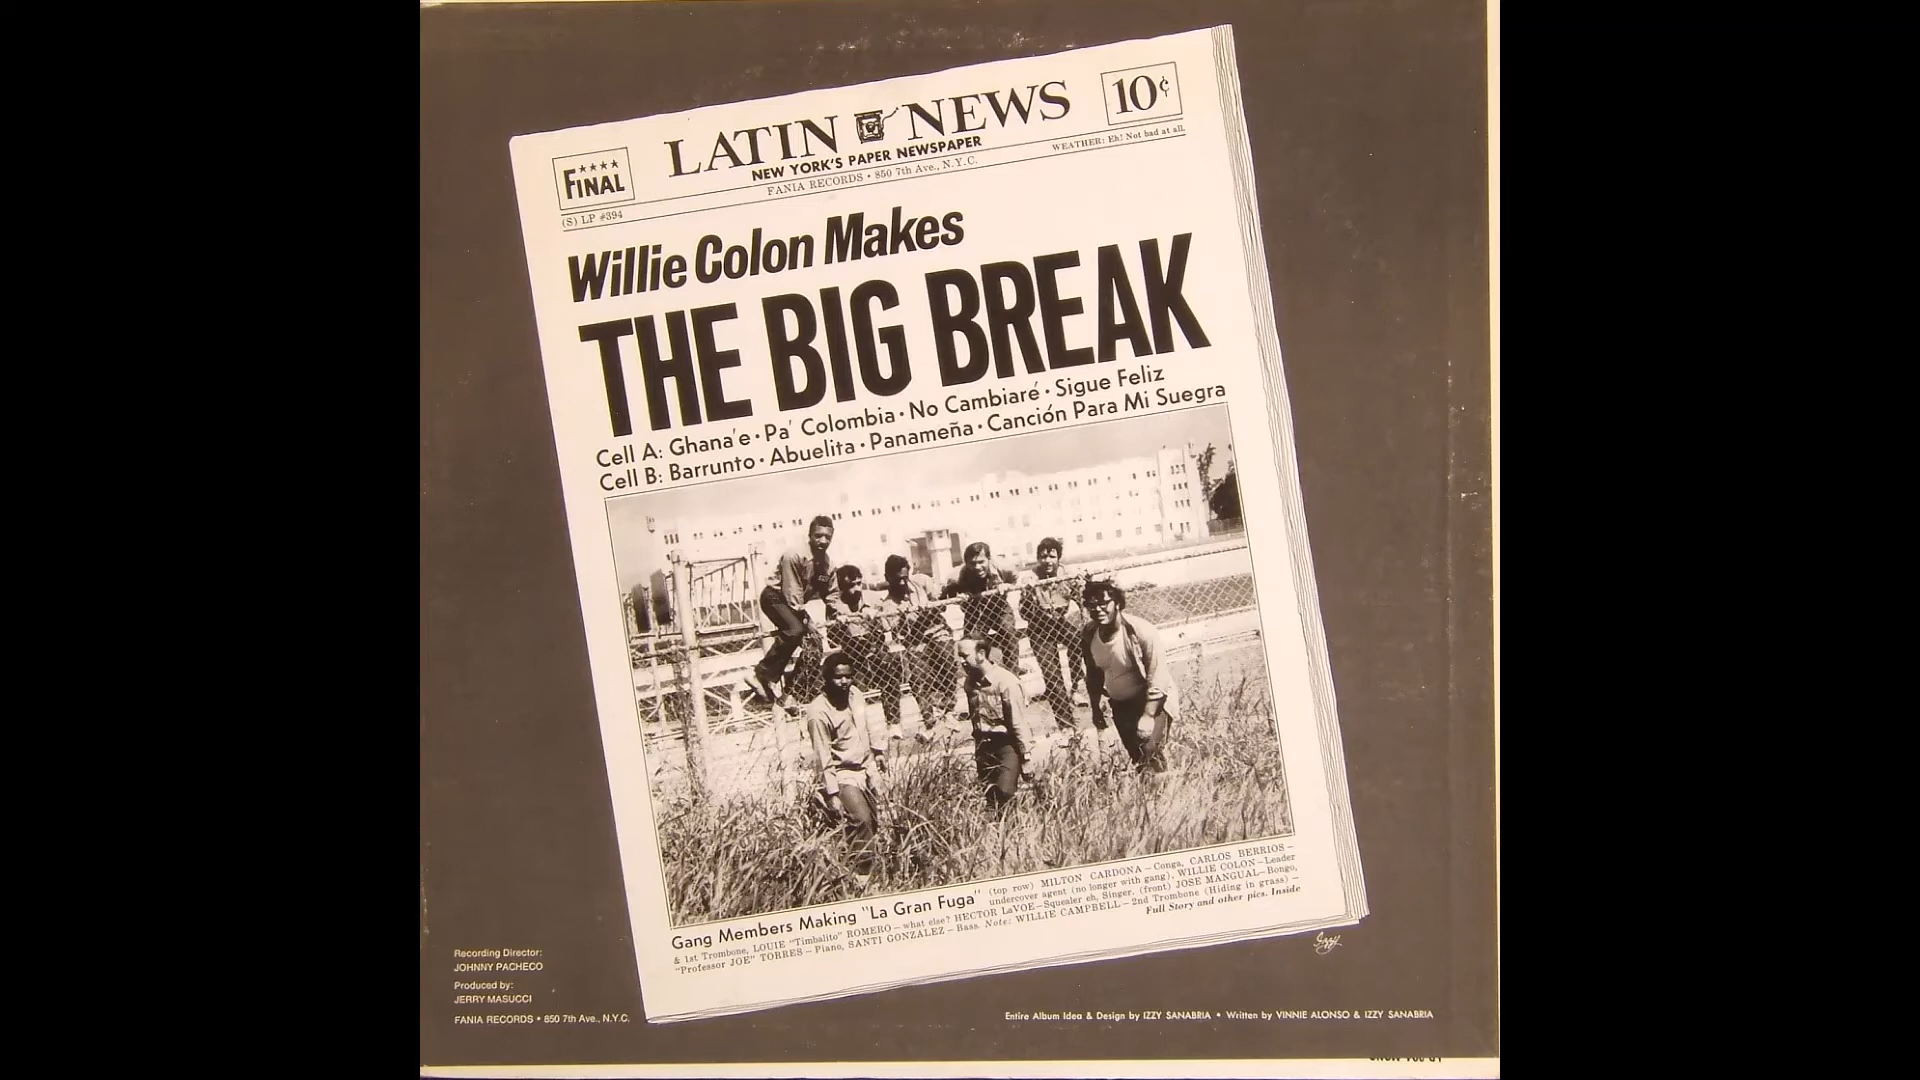 LATIN NEWS
10¢
★★★★
FINAL
NEW YORK'S PAPER NEWSPAPER
FANIA RECORDS • 850 7th Ave., N.Y.C.
WEATHER: Eh! Not bad at all.
(S) LP #394
Willie Colon Makes
THE BIG BREAK
Cell A: Ghana'e • Pa' Colombia • No Cambiaré • Sigue Feliz
Cell B: Barrunto • Abuelita • Panameña • Canción Para Mi Suegra
Gang Members Making "La Gran Fuga" (top row) MILTON CARDONA – Conga, CARLOS BERRIOS –
undercover agent (no longer with gang), WILLIE COLON – Leader
& 1st Trombone, LOUIE "Timbalito" ROMERO – what else? HECTOR LaVOE – Squealer eh, Singer. (front) JOSE MANGUAL – Bongo,
"Professor JOE" TORRES – Piano, SANTI GONZALEZ – Bass. Note: WILLIE CAMPBELL – 2nd Trombone (Hiding in grass) –
Full Story and other pics. Inside
Izzy
Recording Director:
JOHNNY PACHECO
Produced by:
JERRY MASUCCI
FANIA RECORDS • 850 7th Ave., N.Y.C.
Entire Album Idea & Design by IZZY SANABRIA • Written by VINNIE ALONSO & IZZY SANABRIA